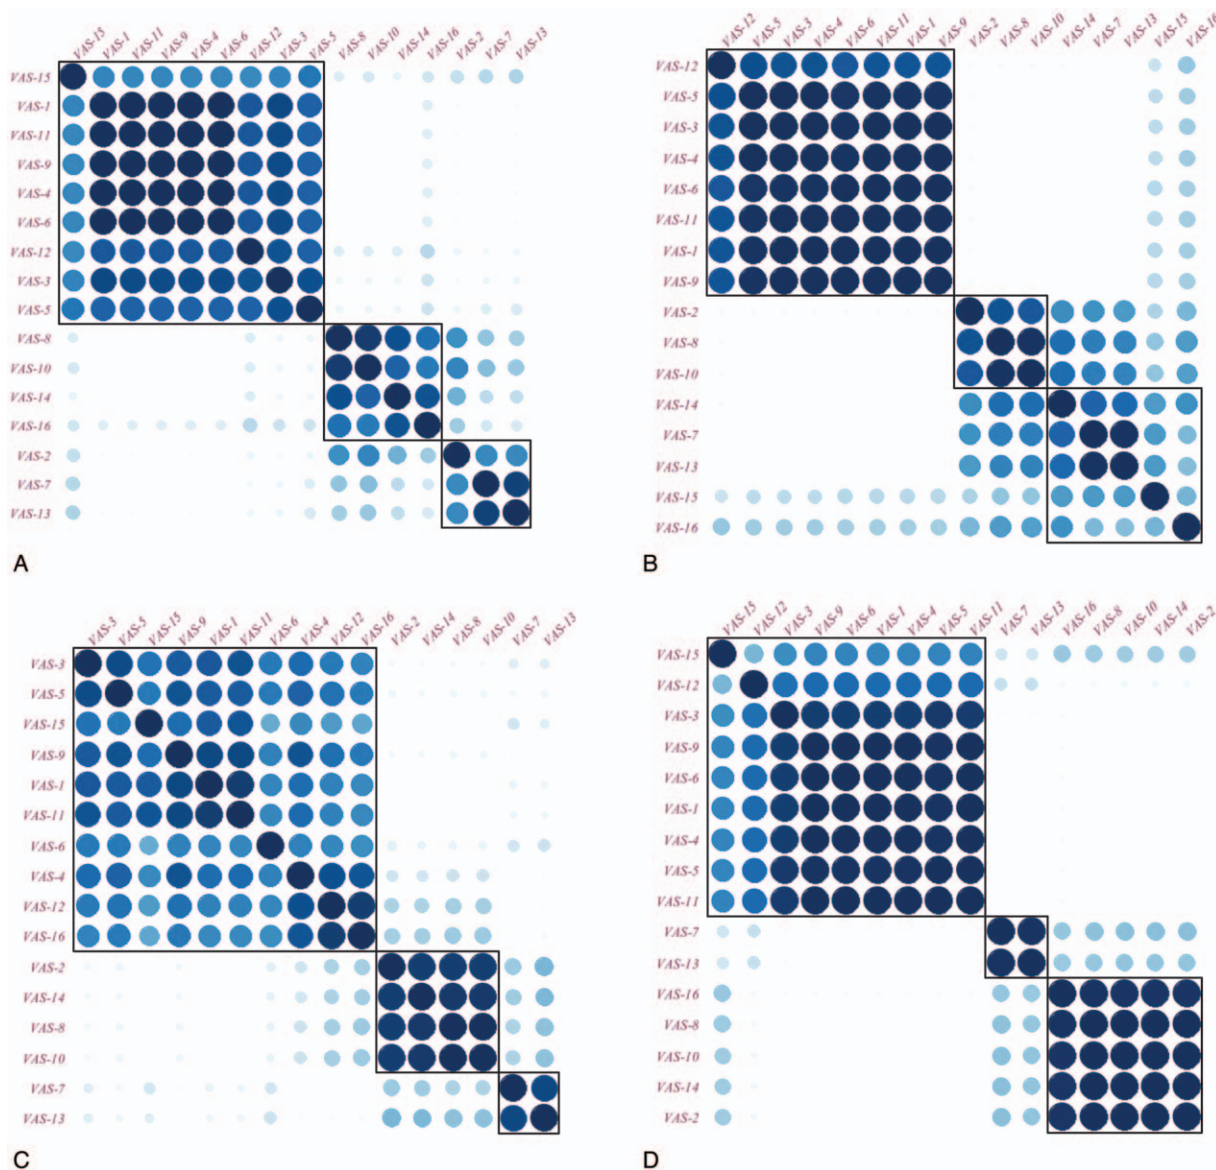 VAS-15 VAS-1 VAS-11 VAS-9 VAS-4 VAS-6 VAS-12 VAS-3 VAS-5 VAS-8 VAS-10 VAS-14 VAS-16 VAS-2 VAS-7 VAS-13
VAS-15
VAS-1
VAS-11
VAS-9
VAS-4
VAS-6
VAS-12
VAS-3
VAS-5
VAS-8
VAS-10
VAS-14
VAS-16
VAS-2
VAS-7
VAS-13
A
VAS-12 VAS-5 VAS-3 VAS-4 VAS-6 VAS-11 VAS-1 VAS-9 VAS-2 VAS-8 VAS-10 VAS-14 VAS-7 VAS-13 VAS-15 VAS-16
VAS-12
VAS-5
VAS-3
VAS-4
VAS-6
VAS-11
VAS-1
VAS-9
VAS-2
VAS-8
VAS-10
VAS-14
VAS-7
VAS-13
VAS-15
VAS-16
B
VAS-3 VAS-5 VAS-15 VAS-9 VAS-1 VAS-11 VAS-6 VAS-4 VAS-12 VAS-16 VAS-2 VAS-14 VAS-8 VAS-10 VAS-7 VAS-13
VAS-3
VAS-5
VAS-15
VAS-9
VAS-1
VAS-11
VAS-6
VAS-4
VAS-12
VAS-16
VAS-2
VAS-14
VAS-8
VAS-10
VAS-7
VAS-13
C
VAS-15 VAS-12 VAS-3 VAS-9 VAS-6 VAS-1 VAS-4 VAS-5 VAS-11 VAS-7 VAS-13 VAS-16 VAS-8 VAS-10 VAS-14 VAS-2
VAS-15
VAS-12
VAS-3
VAS-9
VAS-6
VAS-1
VAS-4
VAS-5
VAS-11
VAS-7
VAS-13
VAS-16
VAS-8
VAS-10
VAS-14
VAS-2
D